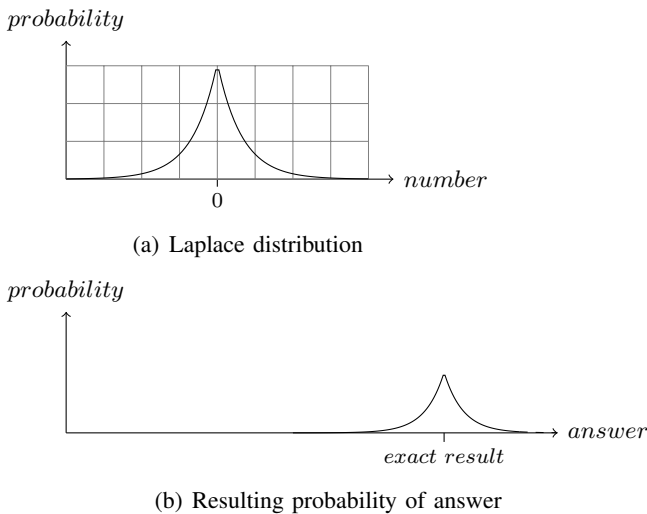 probability
number
0
(a) Laplace distribution
probability
answer
exact result
(b) Resulting probability of answer